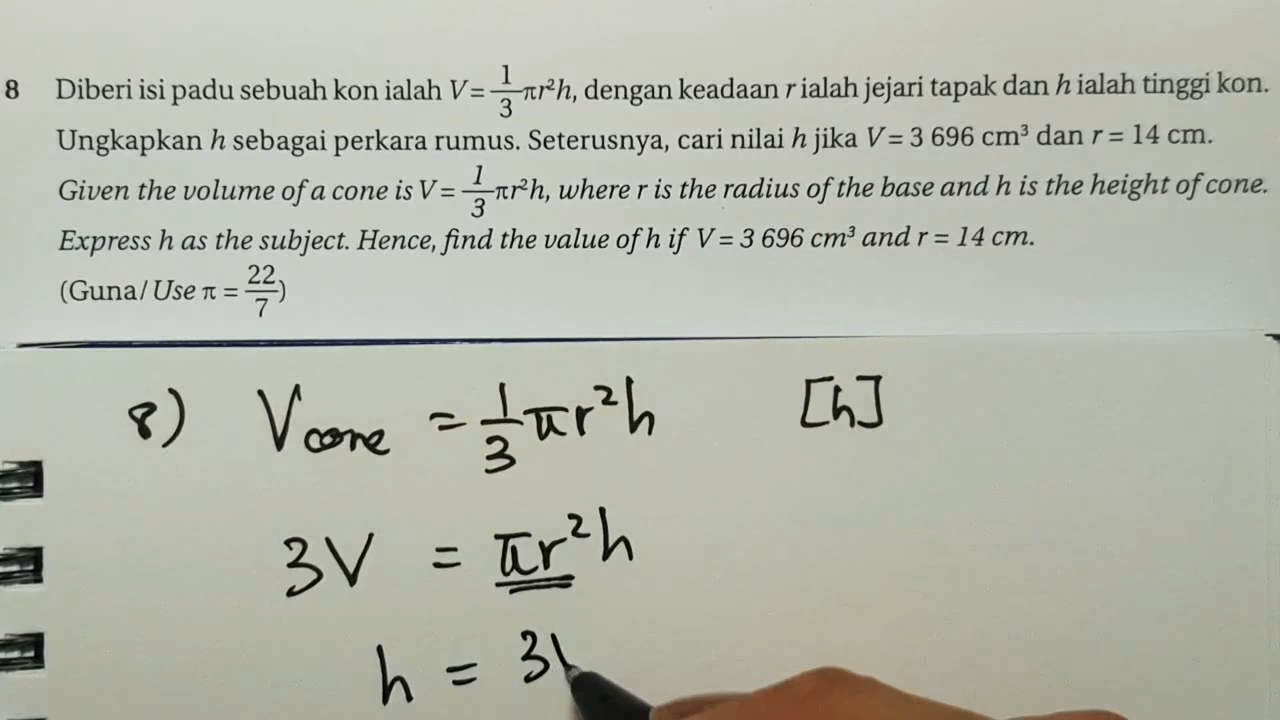 8 Diberi isi padu sebuah kon ialah V = 1/3 πr²h, dengan keadaan r ialah jejari tapak dan h ialah tinggi kon.
Ungkapkan h sebagai perkara rumus. Seterusnya, cari nilai h jika V = 3 696 cm³ dan r = 14 cm.
Given the volume of a cone is V = 1/3 πr²h, where r is the radius of the base and h is the height of cone.
Express h as the subject. Hence, find the value of h if V = 3 696 cm³ and r = 14 cm.
(Guna/ Use π = 22/7)
8) Vcone = 1/3 πr²h [h]
3V = πr²h
h = 3V